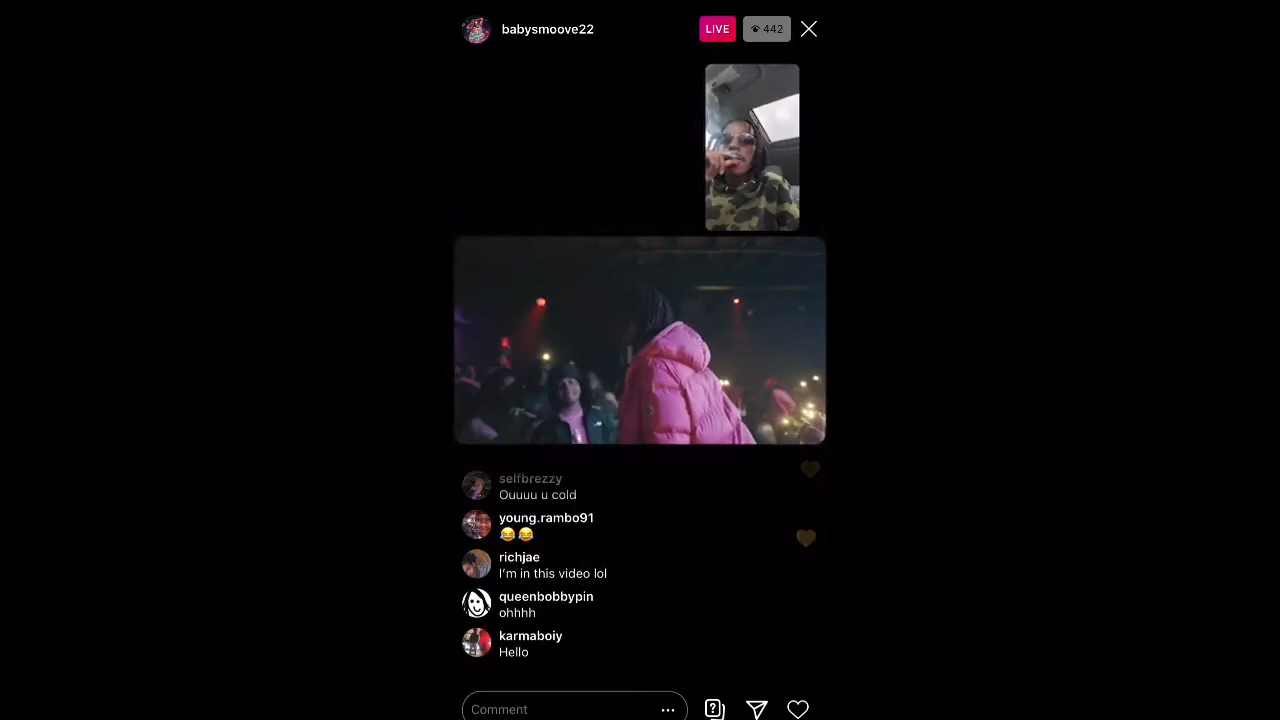 babysmoove22
LIVE
442
selfbrezzy
Ouuuu u cold
young.rambo91
😂 😂
richjae
I'm in this video lol
queenbobbypin
ohhhh
karmaboiy
Hello
Comment